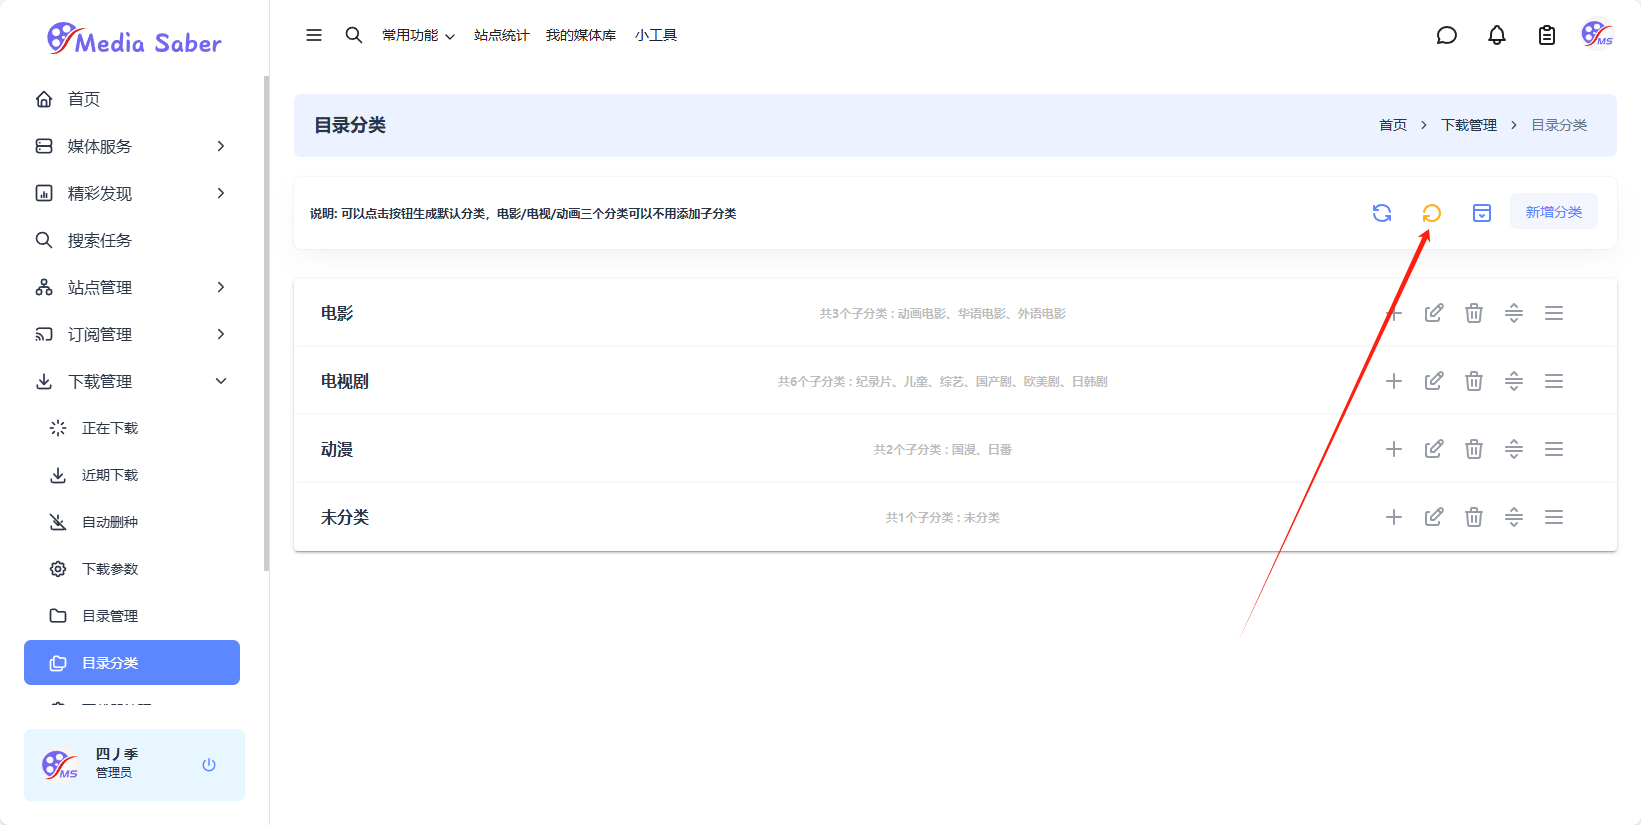 Media Saber
常用功能
站点统计
我的媒体库
小工具
首页
媒体服务
精彩发现
搜索任务
站点管理
订阅管理
下载管理
正在下载
近期下载
自动删种
下载参数
目录管理
目录分类
四丿季
管理员
MS
MS
目录分类
首页 > 下载管理 > 目录分类
说明: 可以点击按钮生成默认分类，电影/电视/动画三个分类可以不用添加子分类
新增分类
电影
共3个子分类 : 动画电影、华语电影、外语电影
电视剧
共6个子分类 : 纪录片、儿童、综艺、国产剧、欧美剧、日韩剧
动漫
共2个子分类 : 国漫、日番
未分类
共1个子分类 : 未分类